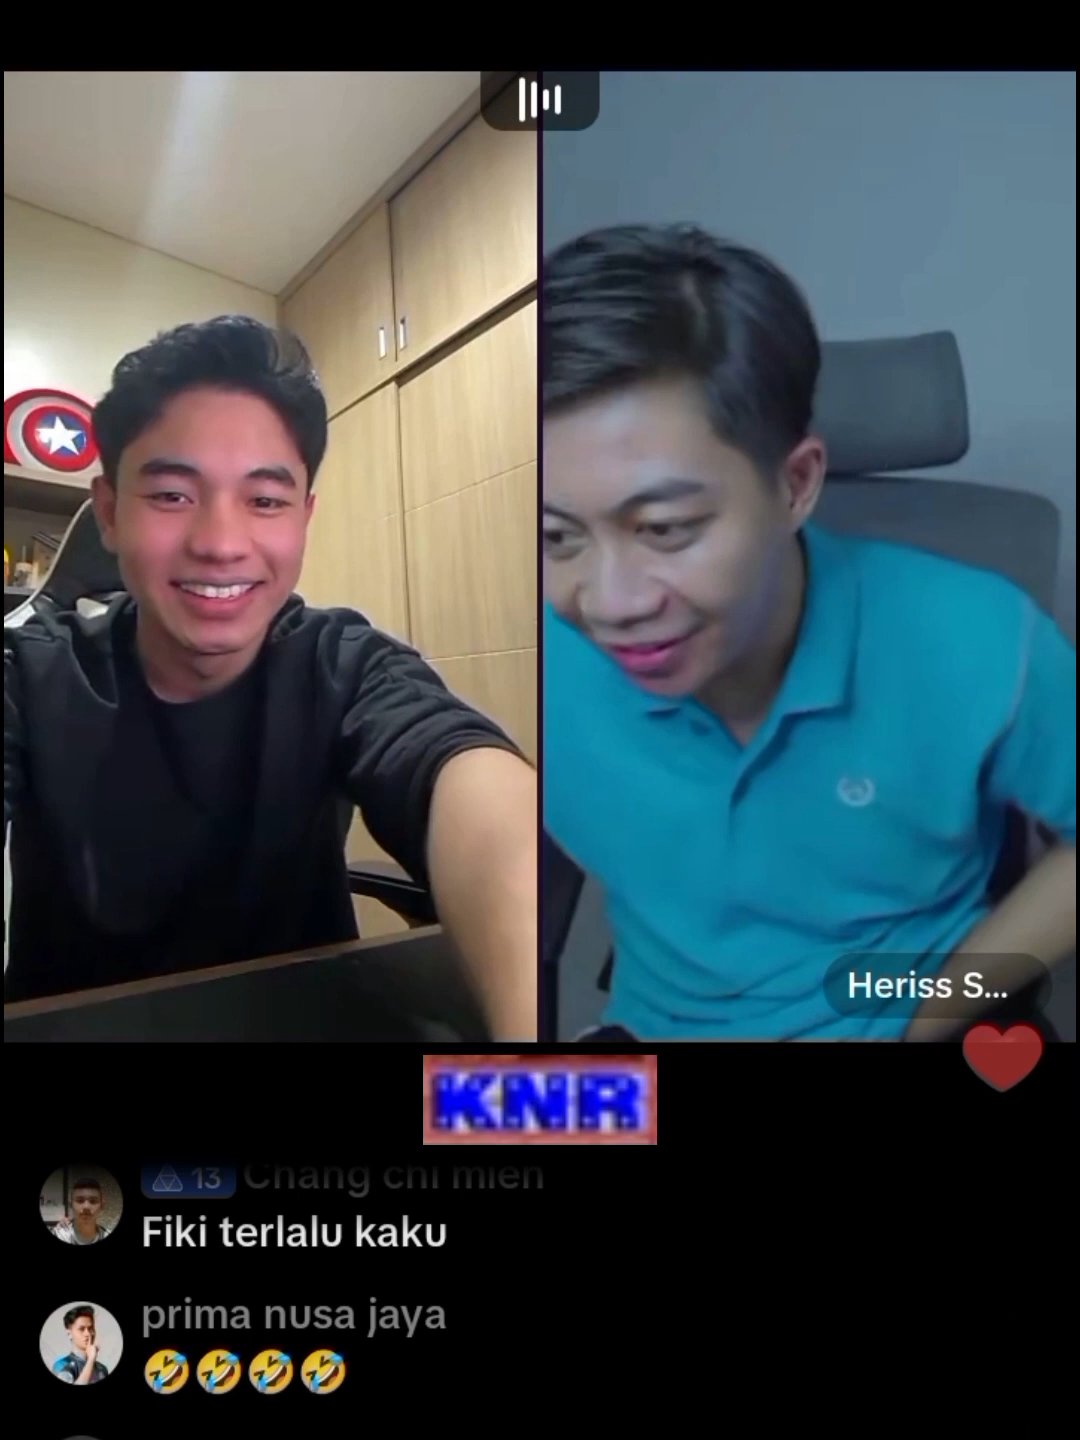 Heriss S...
KNR
13 Chang chi mien
Fiki terlalu kaku
prima nusa jaya
🤣🤣🤣🤣